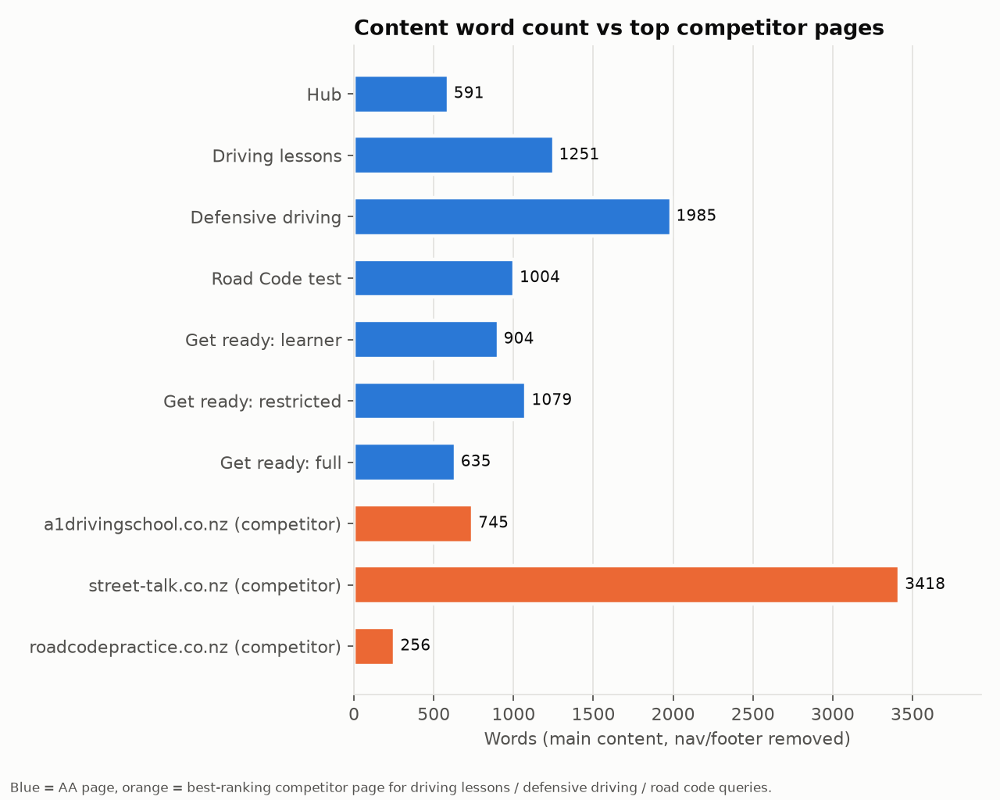 Content word count vs top competitor pages
Hub 591
Driving lessons 1251
Defensive driving 1985
Road Code test 1004
Get ready: learner 904
Get ready: restricted 1079
Get ready: full 635
a1drivingschool.co.nz (competitor) 745
street-talk.co.nz (competitor) 3418
roadcodepractice.co.nz (competitor) 256
0 500 1000 1500 2000 2500 3000 3500
Words (main content, nav/footer removed)
Blue = AA page, orange = best-ranking competitor page for driving lessons / defensive driving / road code queries.